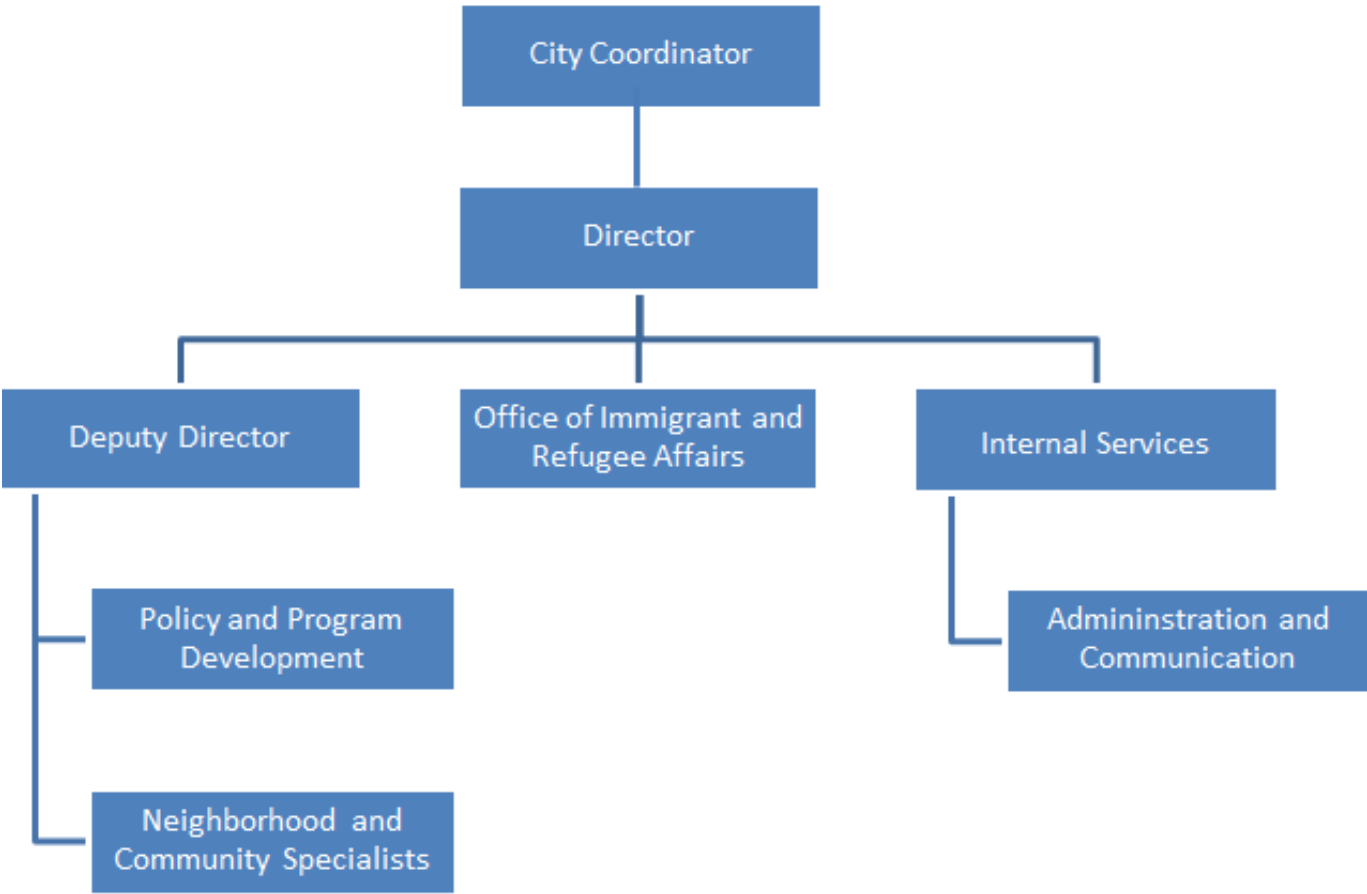 City Coordinator
Director
Deputy Director
Office of Immigrant and
Refugee Affairs
Internal Services
Policy and Program
Development
Admininstration and
Communication
Neighborhood and
Community Specialists